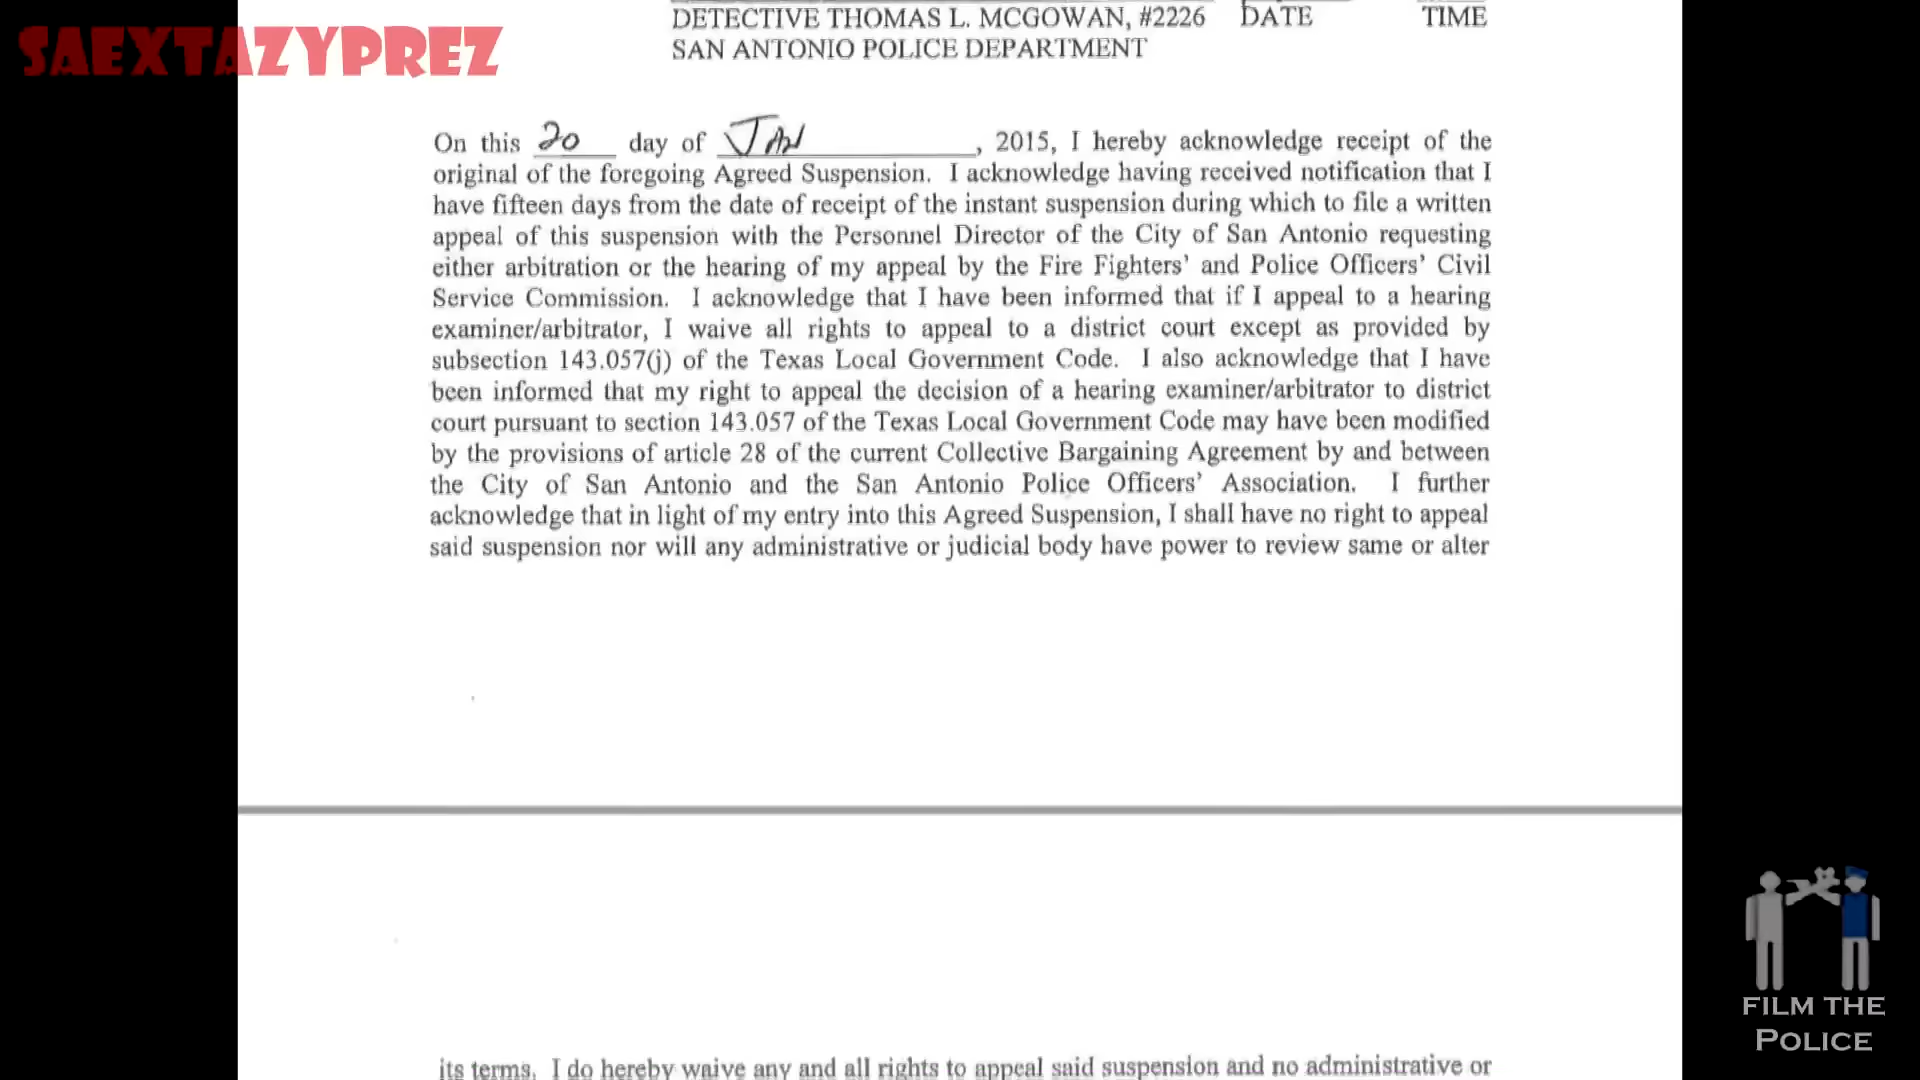 SAEXTAZYPREZ
DETECTIVE THOMAS L. MCGOWAN, #2226 DATE TIME
SAN ANTONIO POLICE DEPARTMENT
On this 20 day of JAN, 2015, I hereby acknowledge receipt of the
original of the foregoing Agreed Suspension. I acknowledge having received notification that I
have fifteen days from the date of receipt of the instant suspension during which to file a written
appeal of this suspension with the Personnel Director of the City of San Antonio requesting
either arbitration or the hearing of my appeal by the Fire Fighters' and Police Officers' Civil
Service Commission. I acknowledge that I have been informed that if I appeal to a hearing
examiner/arbitrator, I waive all rights to appeal to a district court except as provided by
subsection 143.057(j) of the Texas Local Government Code. I also acknowledge that I have
been informed that my right to appeal the decision of a hearing examiner/arbitrator to district
court pursuant to section 143.057 of the Texas Local Government Code may have been modified
by the provisions of article 28 of the current Collective Bargaining Agreement by and between
the City of San Antonio and the San Antonio Police Officers' Association. I further
acknowledge that in light of my entry into this Agreed Suspension, I shall have no right to appeal
said suspension nor will any administrative or judicial body have power to review same or alter
its terms. I do hereby waive any and all rights to appeal said suspension and no administrative or
FILM THE
POLICE